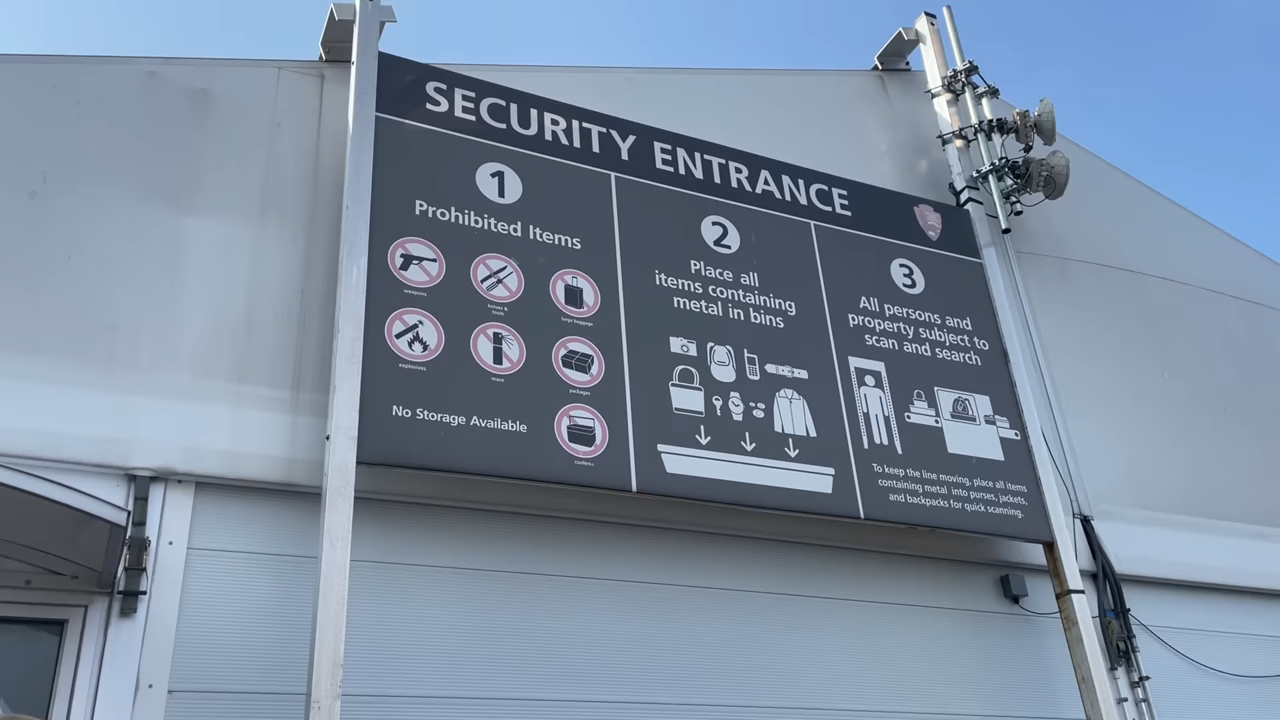 SECURITY ENTRANCE
1
Prohibited Items
weapons
knives &
tools
large baggage
explosives
mace
packages
coolers
No Storage Available
2
Place all
items containing
metal in bins
3
All persons and
property subject to
scan and search
To keep the line moving, place all items
containing metal into purses, jackets,
and backpacks for quick scanning.